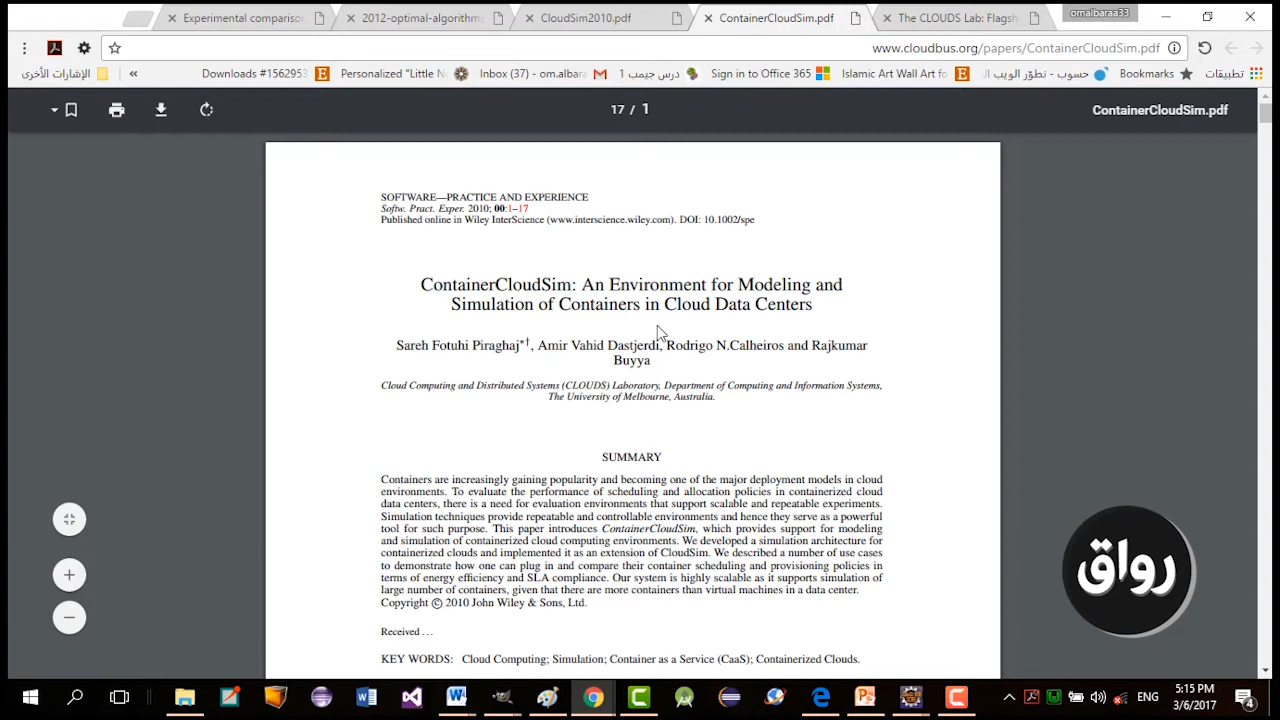 Experimental compariso
2012-optimal-algorithms
CloudSim2010.pdf
ContainerCloudSim.pdf
The CLOUDS Lab: Flagsh
omalbaraa33
www.cloudbus.org/papers/ContainerCloudSim.pdf
الإشارات الأخرى
Downloads #1562953
Personalized "Little N
Inbox (37) - omalbara
درس جيمب 1
Sign in to Office 365
Islamic Art Wall Art fo
حسوب - نطوّر الويب ال
Bookmarks
تطبيقات
17 / 1
ContainerCloudSim.pdf
SOFTWARE—PRACTICE AND EXPERIENCE
Softw. Pract. Exper. 2010; 00:1–17
Published online in Wiley InterScience (www.interscience.wiley.com). DOI: 10.1002/spe
ContainerCloudSim: An Environment for Modeling and
Simulation of Containers in Cloud Data Centers
Sareh Fotuhi Piraghaj*†, Amir Vahid Dastjerdi, Rodrigo N.Calheiros and Rajkumar
Buyya
Cloud Computing and Distributed Systems (CLOUDS) Laboratory, Department of Computing and Information Systems,
The University of Melbourne, Australia.
SUMMARY
Containers are increasingly gaining popularity and becoming one of the major deployment models in cloud
environments. To evaluate the performance of scheduling and allocation policies in containerized cloud
data centers, there is a need for evaluation environments that support scalable and repeatable experiments.
Simulation techniques provide repeatable and controllable environments and hence they serve as a powerful
tool for such purpose. This paper introduces ContainerCloudSim, which provides support for modeling
and simulation of containerized cloud computing environments. We developed a simulation architecture for
containerized clouds and implemented it as an extension of CloudSim. We described a number of use cases
to demonstrate how one can plug in and compare their container scheduling and provisioning policies in
terms of energy efficiency and SLA compliance. Our system is highly scalable as it supports simulation of
large number of containers, given that there are more containers than virtual machines in a data center.
Copyright © 2010 John Wiley & Sons, Ltd.
Received …
KEY WORDS: Cloud Computing; Simulation; Container as a Service (CaaS); Containerized Clouds.
رواق
ENG
5:15 PM
3/6/2017
4